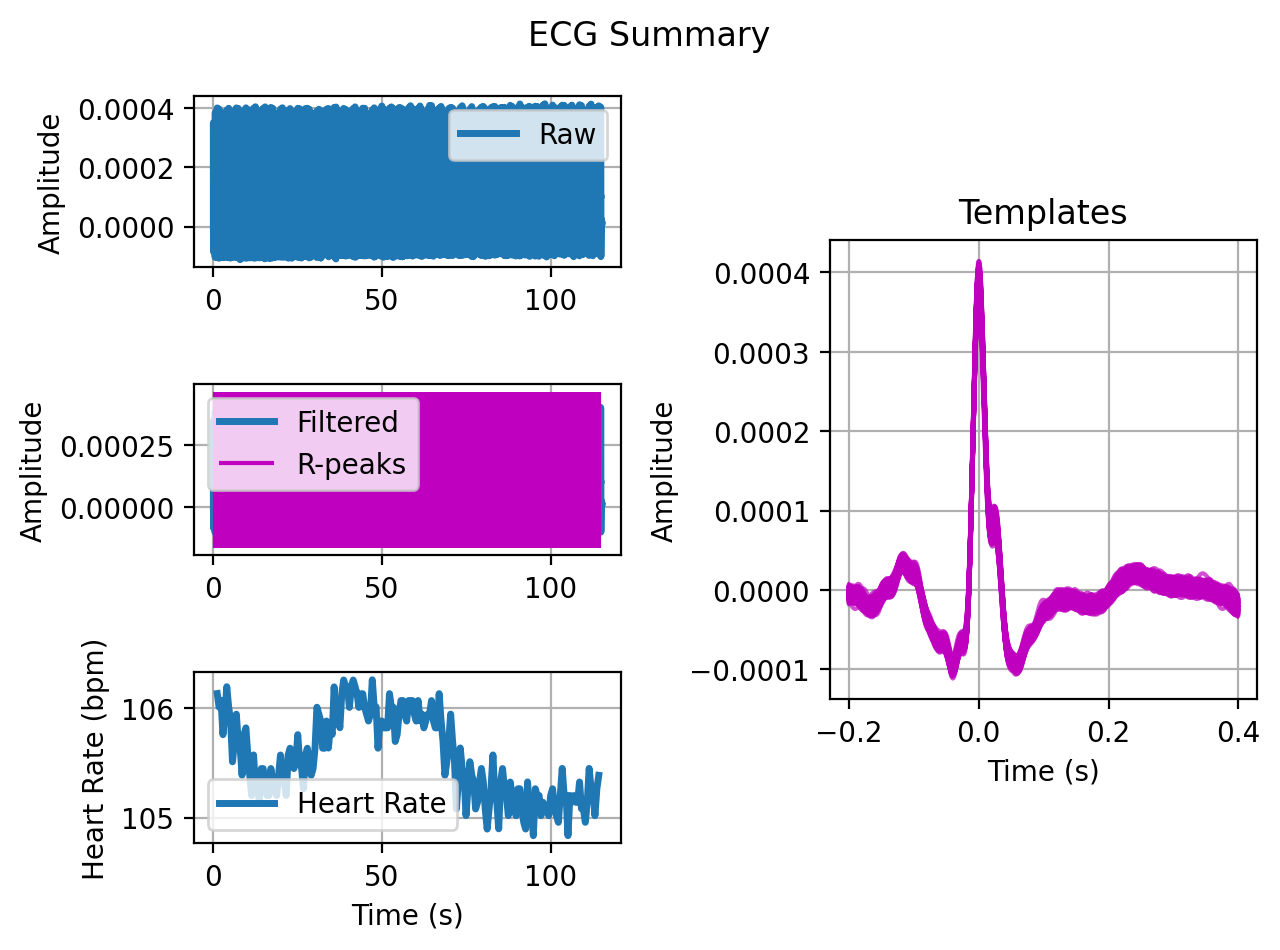 ECG Summary
Amplitude
0.0004
0.0002
0.0000
Raw
0
50
100
Amplitude
0.00025
0.00000
Filtered
R-peaks
0
50
100
Heart Rate (bpm)
106
105
Heart Rate
0
50
100
Time (s)
Templates
Amplitude
0.0004
0.0003
0.0002
0.0001
0.0000
−0.0001
−0.2
0.0
0.2
0.4
Time (s)